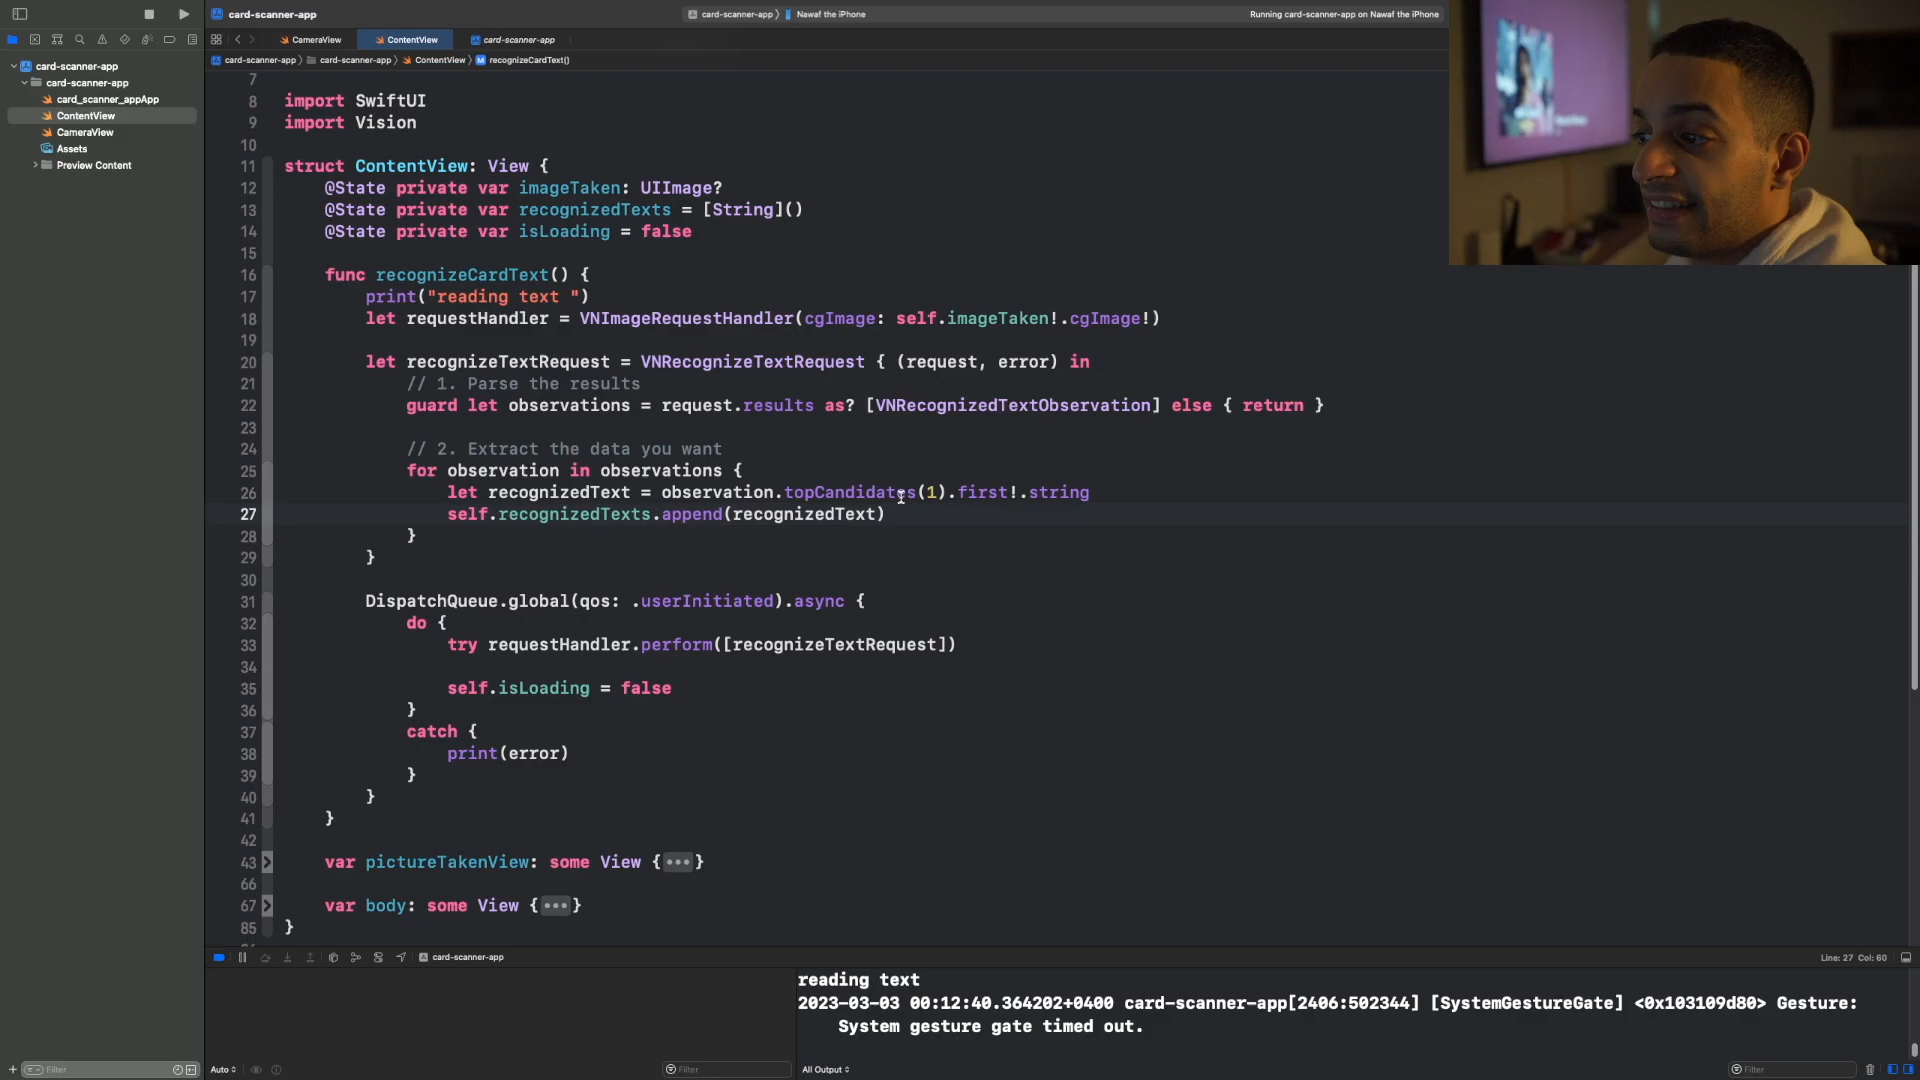 card-scanner-app
card-scanner-app
Nawaf the iPhone
Running card-scanner-app on Nawaf the iPhone
CameraView
ContentView
card-scanner-app
card-scanner-app
card-scanner-app
ContentView
recognizeCardText()
card-scanner-app
card-scanner-app
card_scanner_appApp
ContentView
CameraView
Assets
Preview Content
7
8 import SwiftUI
9 import Vision
10
11 struct ContentView: View {
12 @State private var imageTaken: UIImage?
13 @State private var recognizedTexts = [String]()
14 @State private var isLoading = false
15
16 func recognizeCardText() {
17 print("reading text ")
18 let requestHandler = VNImageRequestHandler(cgImage: self.imageTaken!.cgImage!)
19
20 let recognizeTextRequest = VNRecognizeTextRequest { (request, error) in
21 // 1. Parse the results
22 guard let observations = request.results as? [VNRecognizedTextObservation] else { return }
23
24 // 2. Extract the data you want
25 for observation in observations {
26 let recognizedText = observation.topCandidates(1).first!.string
27 self.recognizedTexts.append(recognizedText)
28 }
29 }
30
31 DispatchQueue.global(qos: .userInitiated).async {
32 do {
33 try requestHandler.perform([recognizeTextRequest])
34
35 self.isLoading = false
36 }
37 catch {
38 print(error)
39 }
40 }
41 }
42
43 var pictureTakenView: some View {•••}
66
67 var body: some View {•••}
85 }
card-scanner-app
Line: 27 Col: 60
reading text
2023-03-03 00:12:40.364202+0400 card-scanner-app[2406:502344] [SystemGestureGate] <0x103109d80> Gesture:
System gesture gate timed out.
Filter
Auto
Filter
All Output
Filter